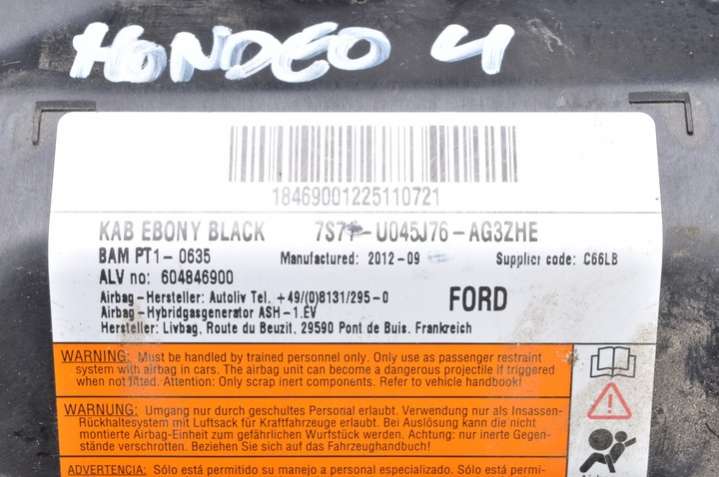 MONDEO 4
18469001225110721
KAB EBONY BLACK 7S71-U045J76-AG3ZHE
BAM PT1-0635 Manufactured: 2012-09 Supplier code: C66LB
ALV no: 604846900
Airbag-Hersteller: Autoliv Tel. +49/(0)8131/295-0 FORD
Airbag-Hybridgasgenerator ASH-1.EV
Hersteller: Livbag, Route du Beuzit, 29590 Pont de Buis. Frankreich
WARNING: Must be handled by trained personnel only. Only use as passenger restraint
system with airbag in cars. The airbag unit can become a dangerous projectile if triggered
when not fitted. Attention: Only scrap inert components. Refer to vehicle handbook!
WARNUNG: Umgang nur durch geschultes Personal erlaubt. Verwendung nur als Insassen-
Rückhaltesystem mit Luftsack für Kraftfahrzeuge erlaubt. Bei Auslösung kann die nicht
montierte Airbag-Einheit zum gefährlichen Wurfstück werden. Achtung: nur inerte Gegen-
stände verschrotten. Beziehen Sie sich auf das Fahrzeughandbuch!
ADVERTENCIA: Sólo está permitido su manejo a personal especializado. Sólo está permi-